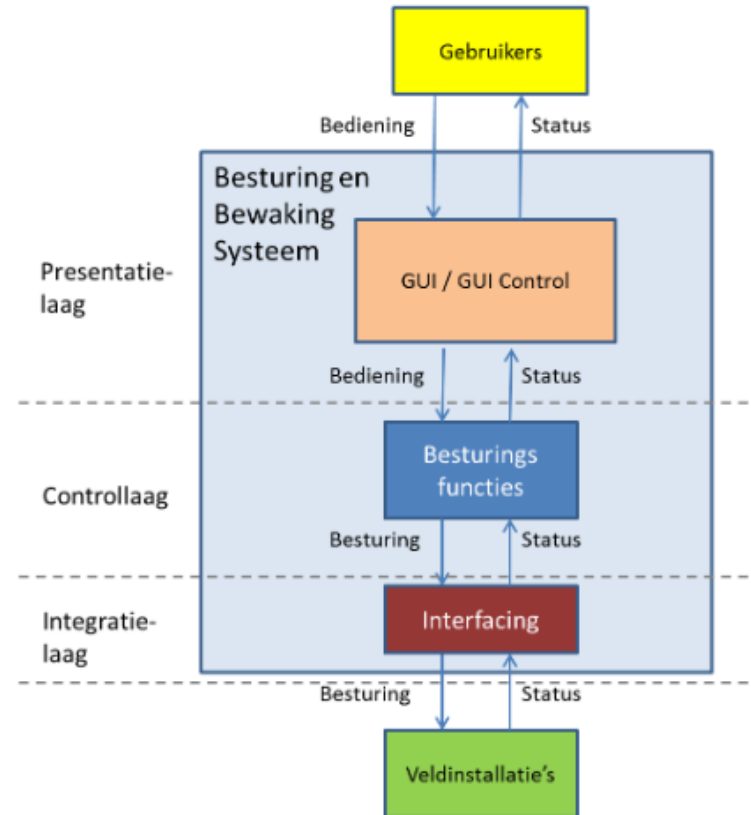 Gebruikers
Bediening
Status
Besturing en
Bewaking
Systeem
Presentatie-
laag
GUI / GUI Control
Bediening
Status
Controllaag
Besturings
functies
Besturing
Status
Integratie-
laag
Interfacing
Besturing
Status
Veldinstallatie's